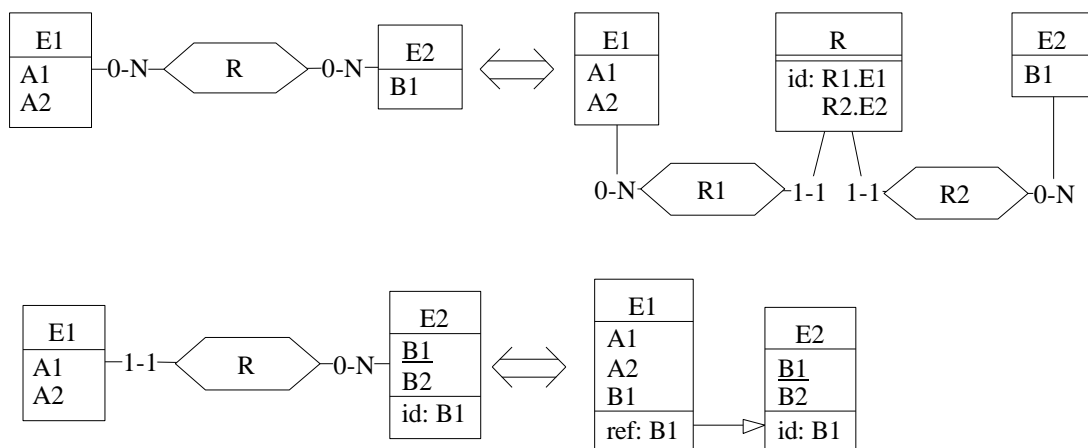 E1 E2 E1 R E2
A1 0-N R 0-N B1 A1 id: R1.E1 B1
A2 A2 R2.E2
0-N R1 1-1 1-1 R2 0-N
E1 E2 E1 E2
A1 1-1 R 0-N B1 A1 B1
A2 B2 A2 B2
id: B1 B1 id: B1
ref: B1